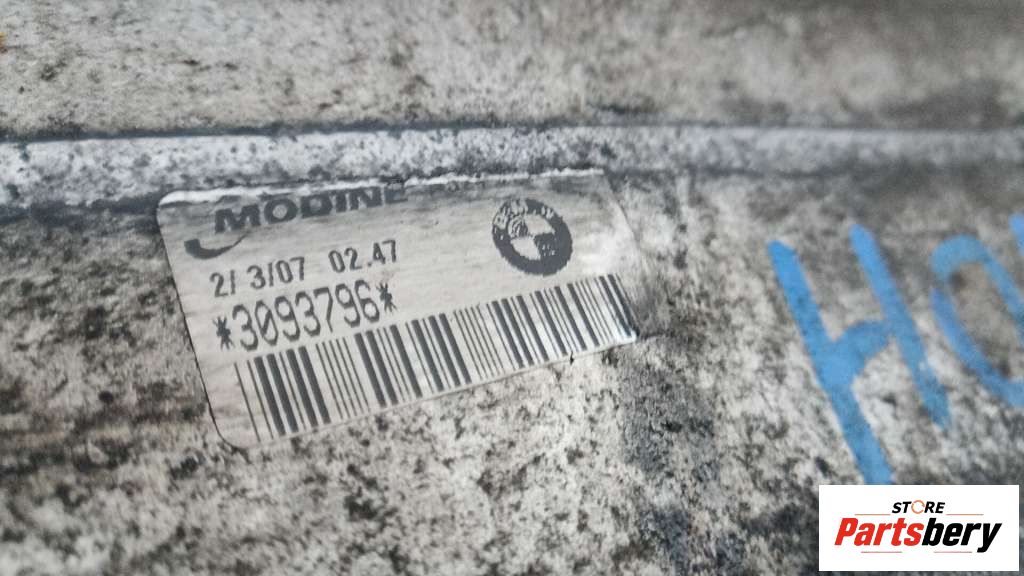 MODINE
2/ 3/07 02.47
*3093796*
STORE
Partsbery